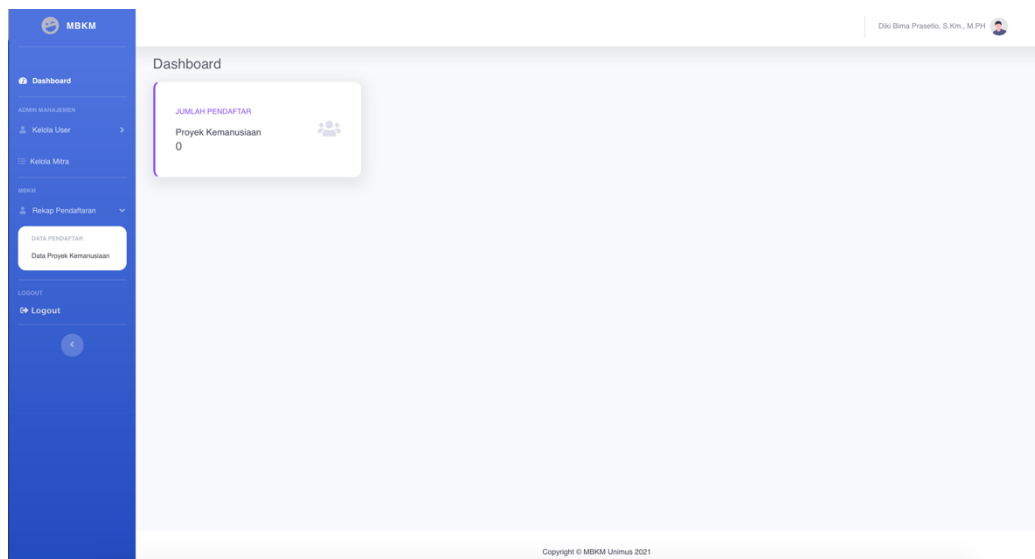 MBKM
Diki Bima Prasetio, S.Km., M.PH
Dashboard
ADMIN MANAJEMEN
Kelola User
Kelola Mitra
MBKM
Rekap Pendaftaran
DATA PENDAFTAR
Data Proyek Kemanusiaan
LOGOUT
Logout
Dashboard
JUMLAH PENDAFTAR
Proyek Kemanusiaan
0
Copyright © MBKM Unimus 2021